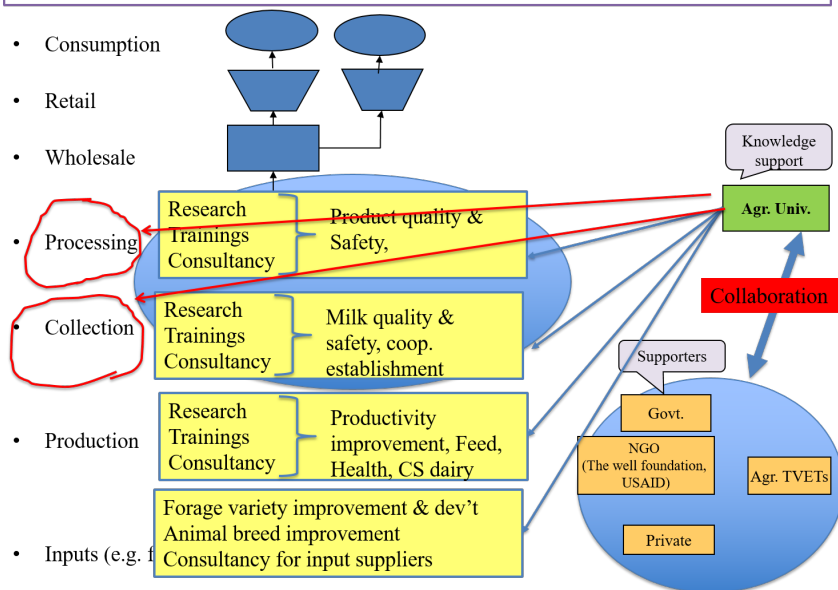 • Consumption
• Retail
• Wholesale
• Processing
• Collection
• Production
• Inputs (e.g. f
Research
Trainings
Consultancy
Product quality &
Safety,
Research
Trainings
Consultancy
Milk quality &
safety, coop.
establishment
Research
Trainings
Consultancy
Productivity
improvement, Feed,
Health, CS dairy
Forage variety improvement & dev't
Animal breed improvement
Consultancy for input suppliers
Knowledge
support
Agr. Univ.
Collaboration
Supporters
Govt.
NGO
(The well foundation,
USAID)
Agr. TVETs
Private